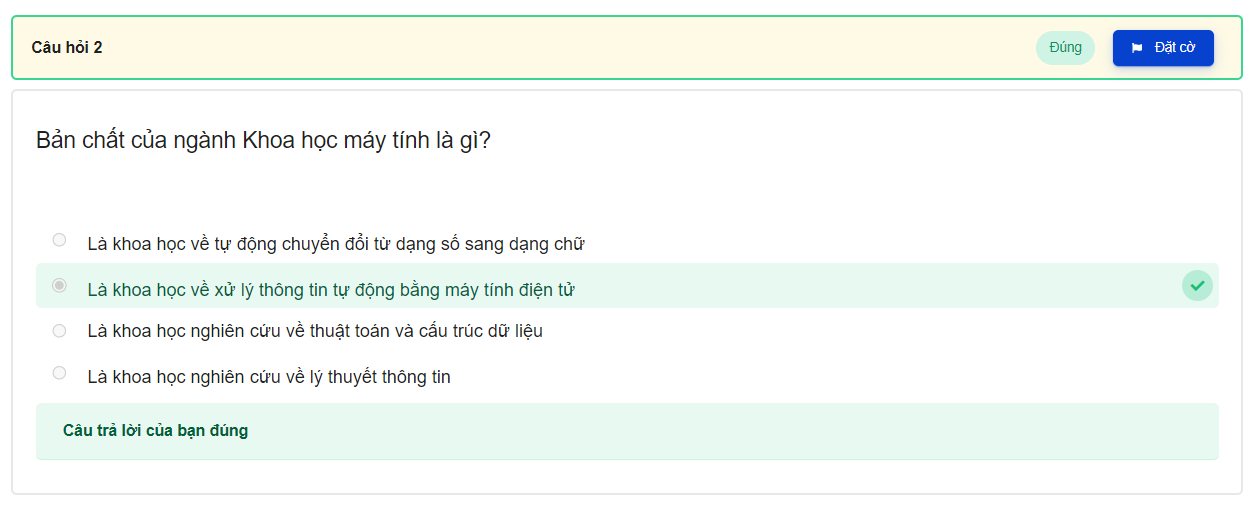 Câu hỏi 2
Đúng
Đặt cờ
Bản chất của ngành Khoa học máy tính là gì?
Là khoa học về tự động chuyển đổi từ dạng số sang dạng chữ
Là khoa học về xử lý thông tin tự động bằng máy tính điện tử
Là khoa học nghiên cứu về thuật toán và cấu trúc dữ liệu
Là khoa học nghiên cứu về lý thuyết thông tin
Câu trả lời của bạn đúng